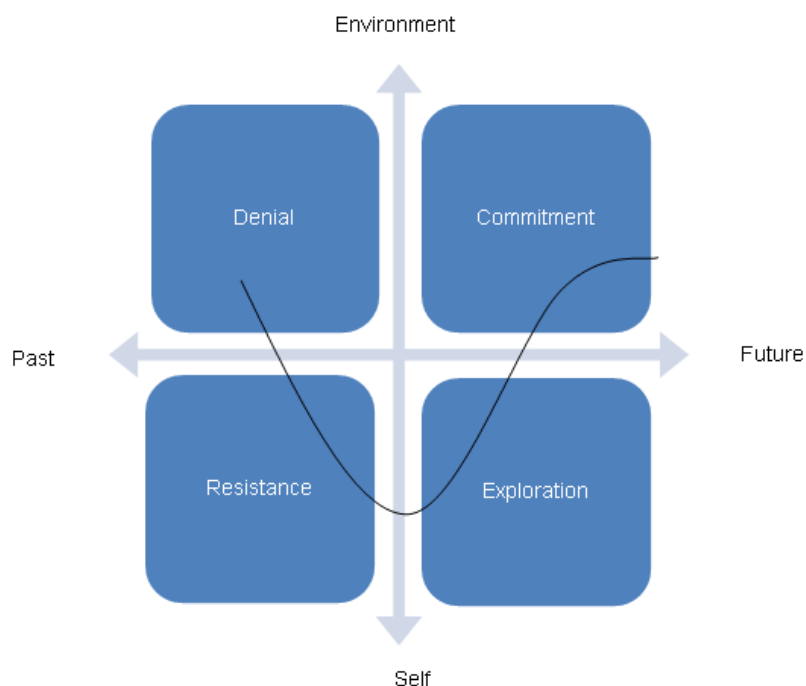 Environment
Denial
Commitment
Past
Future
Resistance
Exploration
Self